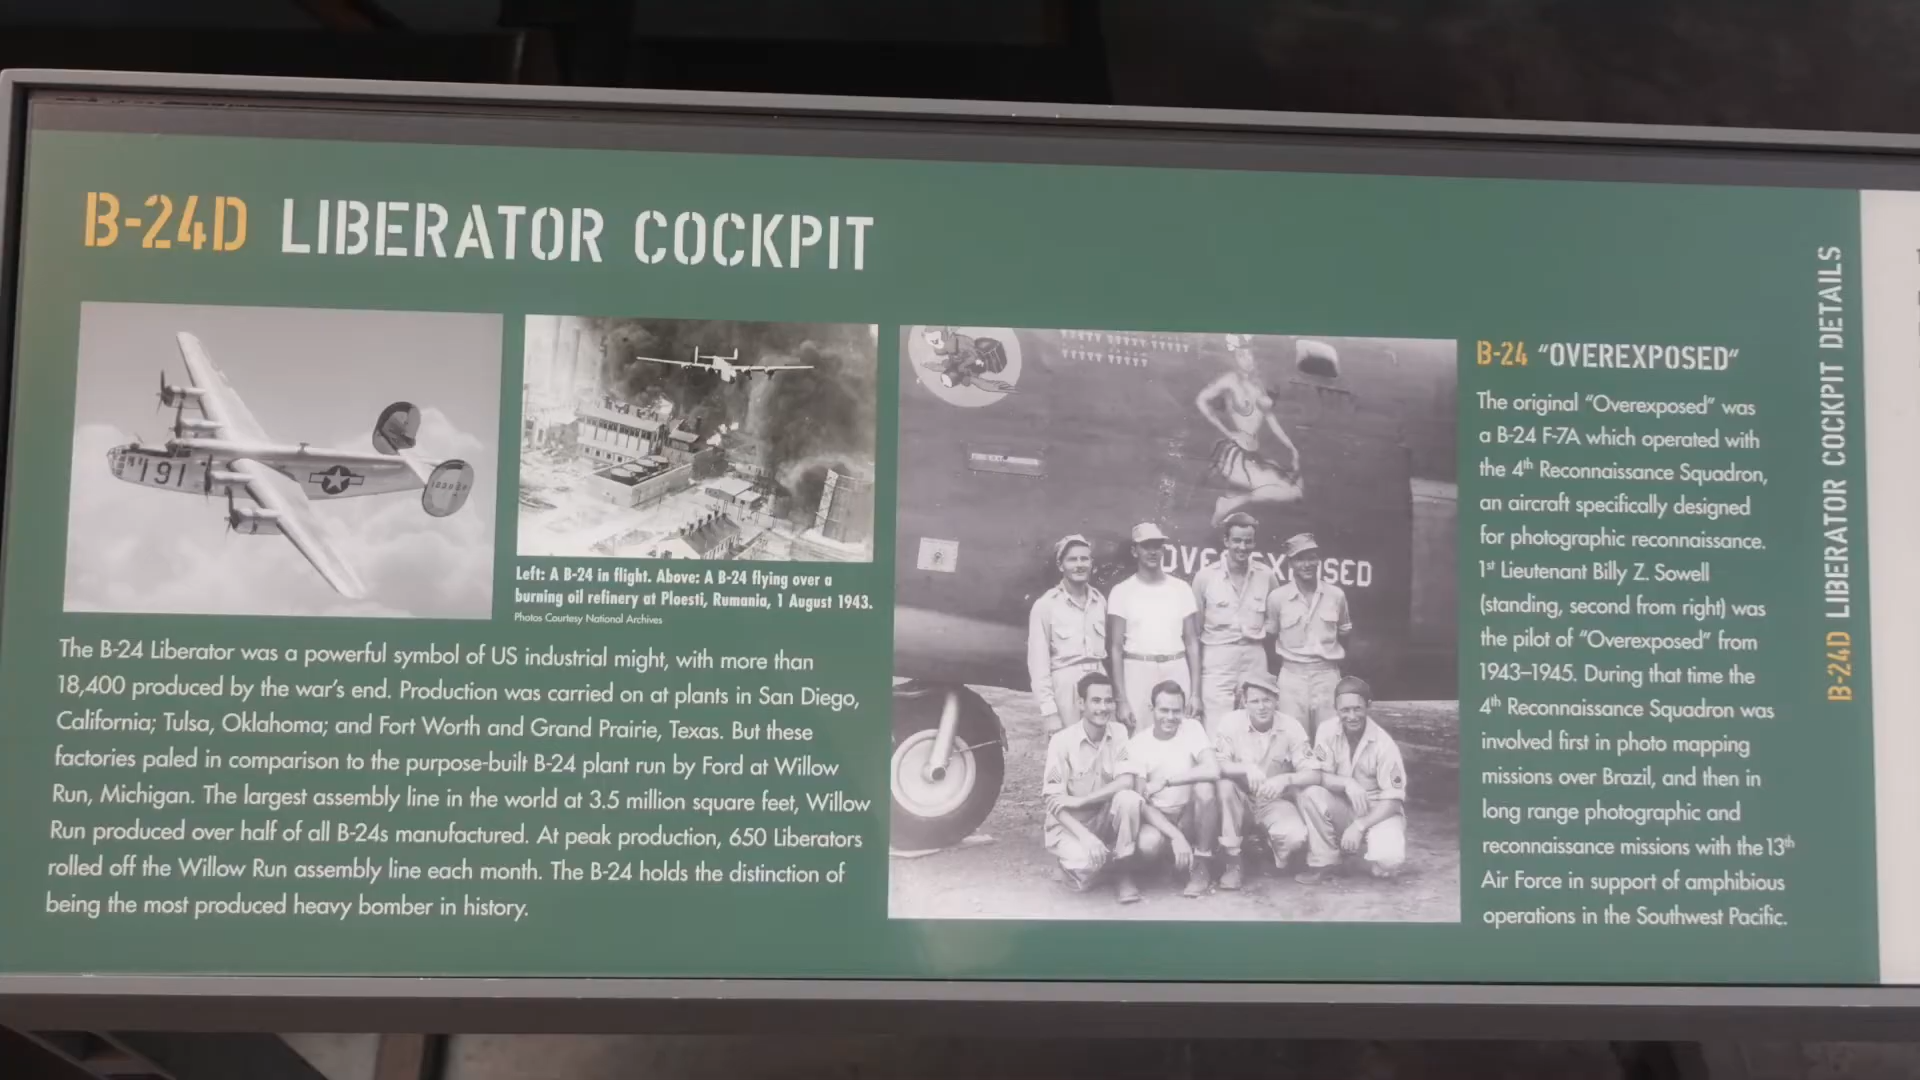 B-24D LIBERATOR COCKPIT
191
Left: A B-24 in flight. Above: A B-24 flying over a
burning oil refinery at Ploesti, Rumania, 1 August 1943.
Photos Courtesy National Archives
The B-24 Liberator was a powerful symbol of US industrial might, with more than
18,400 produced by the war's end. Production was carried on at plants in San Diego,
California; Tulsa, Oklahoma; and Fort Worth and Grand Prairie, Texas. But these
factories paled in comparison to the purpose-built B-24 plant run by Ford at Willow
Run, Michigan. The largest assembly line in the world at 3.5 million square feet, Willow
Run produced over half of all B-24s manufactured. At peak production, 650 Liberators
rolled off the Willow Run assembly line each month. The B-24 holds the distinction of
being the most produced heavy bomber in history.
B-24 "OVEREXPOSED"
The original "Overexposed" was
a B-24 F-7A which operated with
the 4th Reconnaissance Squadron,
an aircraft specifically designed
for photographic reconnaissance.
1st Lieutenant Billy Z. Sowell
(standing, second from right) was
the pilot of "Overexposed" from
1943–1945. During that time the
4th Reconnaissance Squadron was
involved first in photo mapping
missions over Brazil, and then in
long range photographic and
reconnaissance missions with the 13th
Air Force in support of amphibious
operations in the Southwest Pacific.
B-24D LIBERATOR COCKPIT DETAILS